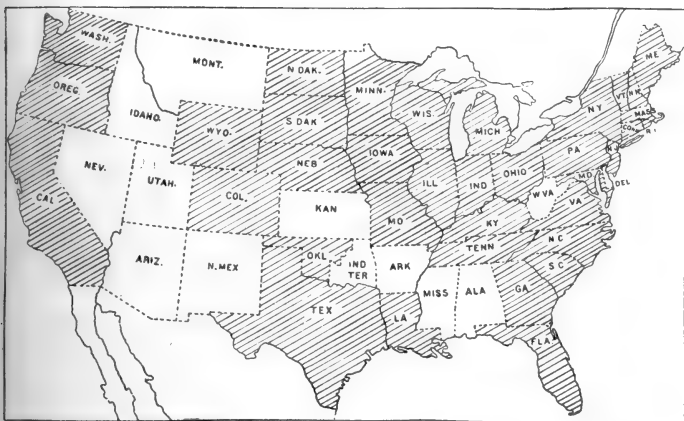 WASH.
MONT.
N DAK.
MINN.
ME
OREG.
IDAHO.
WYO.
S DAK
WIS.
MICH
NY
VT.
N.H.
MASS
CONN
R.I.
NEV.
UTAH.
COL.
NEB
IOWA
ILL
IND
OHIO
PA
N.J.
MD
DEL
CAL
KAN
MO
KY
W.VA
VA
ARIZ.
N.MEX
OKL
IND
TER
ARK
TENN
N C
S C
TEX
LA
MISS
ALA
GA
FLA